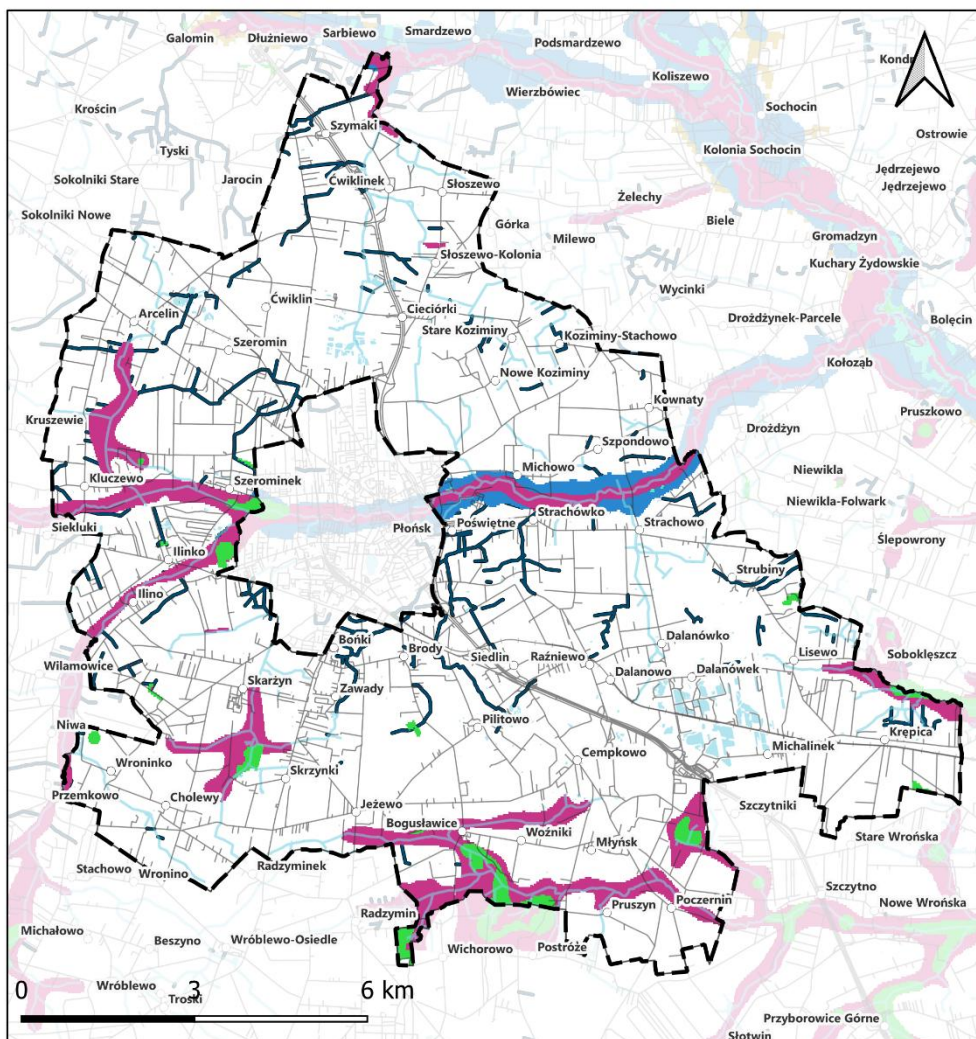 Galomin
Dłużniewo
Sarbiewo
Smardzewo
Podsmardzewo
Kondr
Koliszewo
Wierzbówiec
Krościn
Sochocin
Szymaki
Ostrowie
Tyski
Kolonia Sochocin
Jędrzejewo
Jędrzejewo
Sokolniki Stare
Jarocin
Ćwiklinek
Słoszewo
Żelechy
Sokolniki Nowe
Górka
Biele
Milewo
Gromadzyn
Słoszewo-Kolonia
Kuchary Żydowskie
Wycinki
Ćwiklin
Arcelin
Cieciórki
Drożdżynek-Parcele
Bolęcin
Stare Koziminy
Koziminy-Stachowo
Szeromin
Kołoząb
Nowe Koziminy
Kownaty
Kruszewie
Pruszkowo
Drożdżyn
Szpondowo
Michowo
Niewikla
Kluczewo
Szerominek
Niewikla-Folwark
Siekluki
Płońsk
Poświętne
Strachówko
Strachowo
Ślepowrony
Ilinko
Strubiny
Ilino
Bońki
Dalanówko
Brody
Siedlin
Raźniewo
Lisewo
Soboklęszcz
Wilamowice
Dalanowo
Dalanówek
Skarżyn
Zawady
Niwa
Pilitowo
Krępica
Cempkowo
Michalinek
Wroninko
Skrzynki
Przemkowo
Cholewy
Jeżewo
Szczytniki
Bogusławice
Woźniki
Stare Wrońska
Młyńsk
Stachowo
Radzyminek
Wronino
Szczytno
Nowe Wrońska
Radzymin
Pruszyn
Poczernin
Michałowo
Beszyno
Wróblewo-Osiedle
Wichorowo
Postróże
Wróblewo
0
3
6 km
Troski
Przyborowice Górne
Słotwin